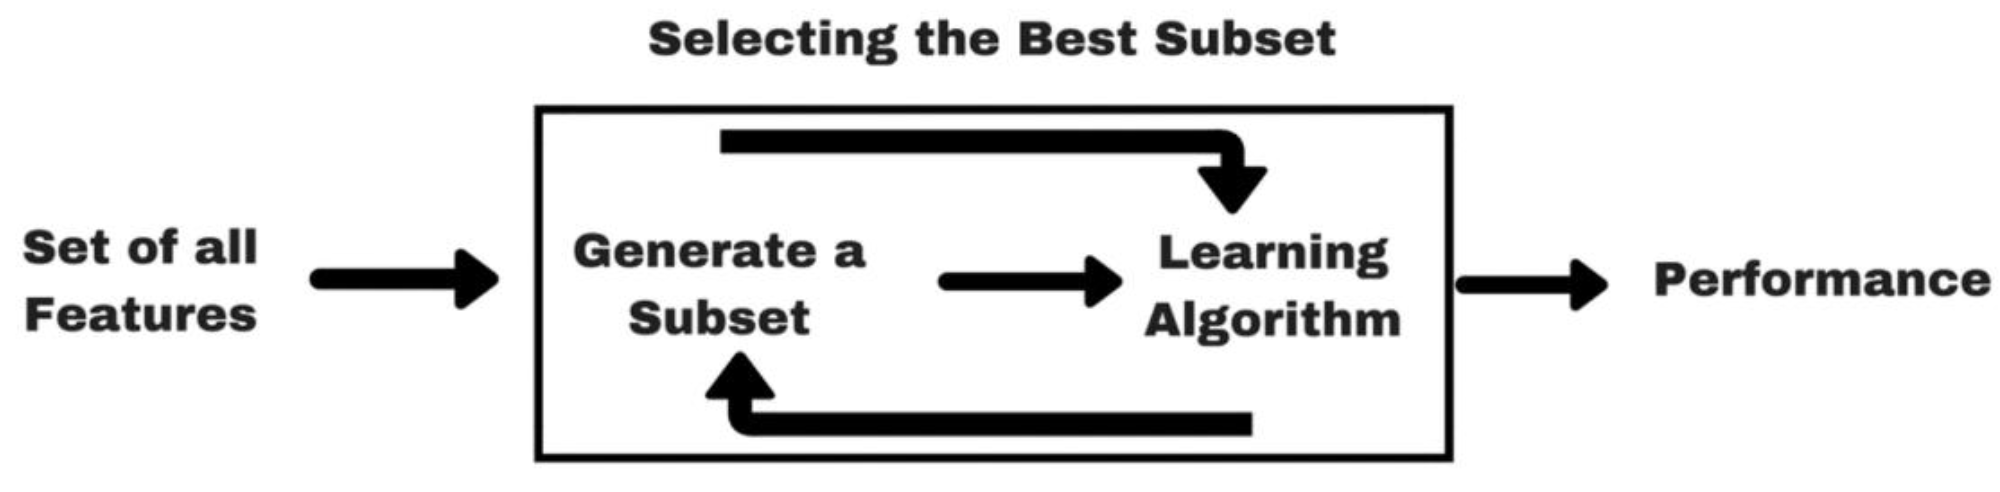 Selecting the Best Subset
Set of all
Features
Generate a
Subset
Learning
Algorithm
Performance